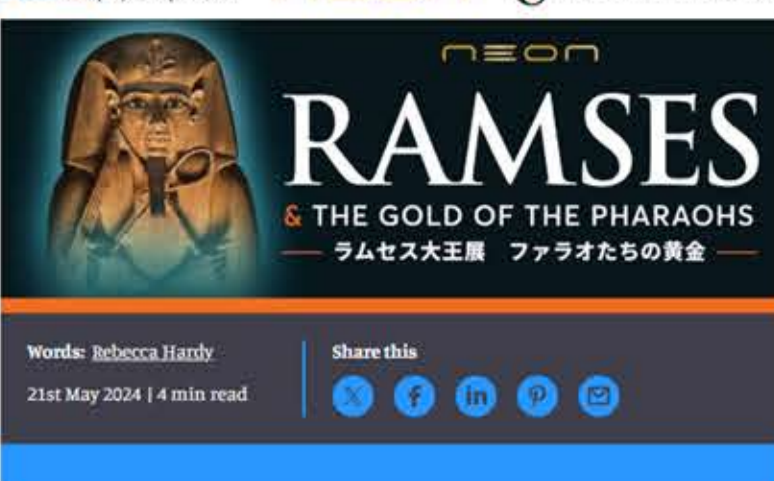 NEON
RAMSES
& THE GOLD OF THE PHARAOHS
ラムセス大王展 ファラオたちの黄金
Words: Rebecca Hardy
Share this
21st May 2024 | 4 min read